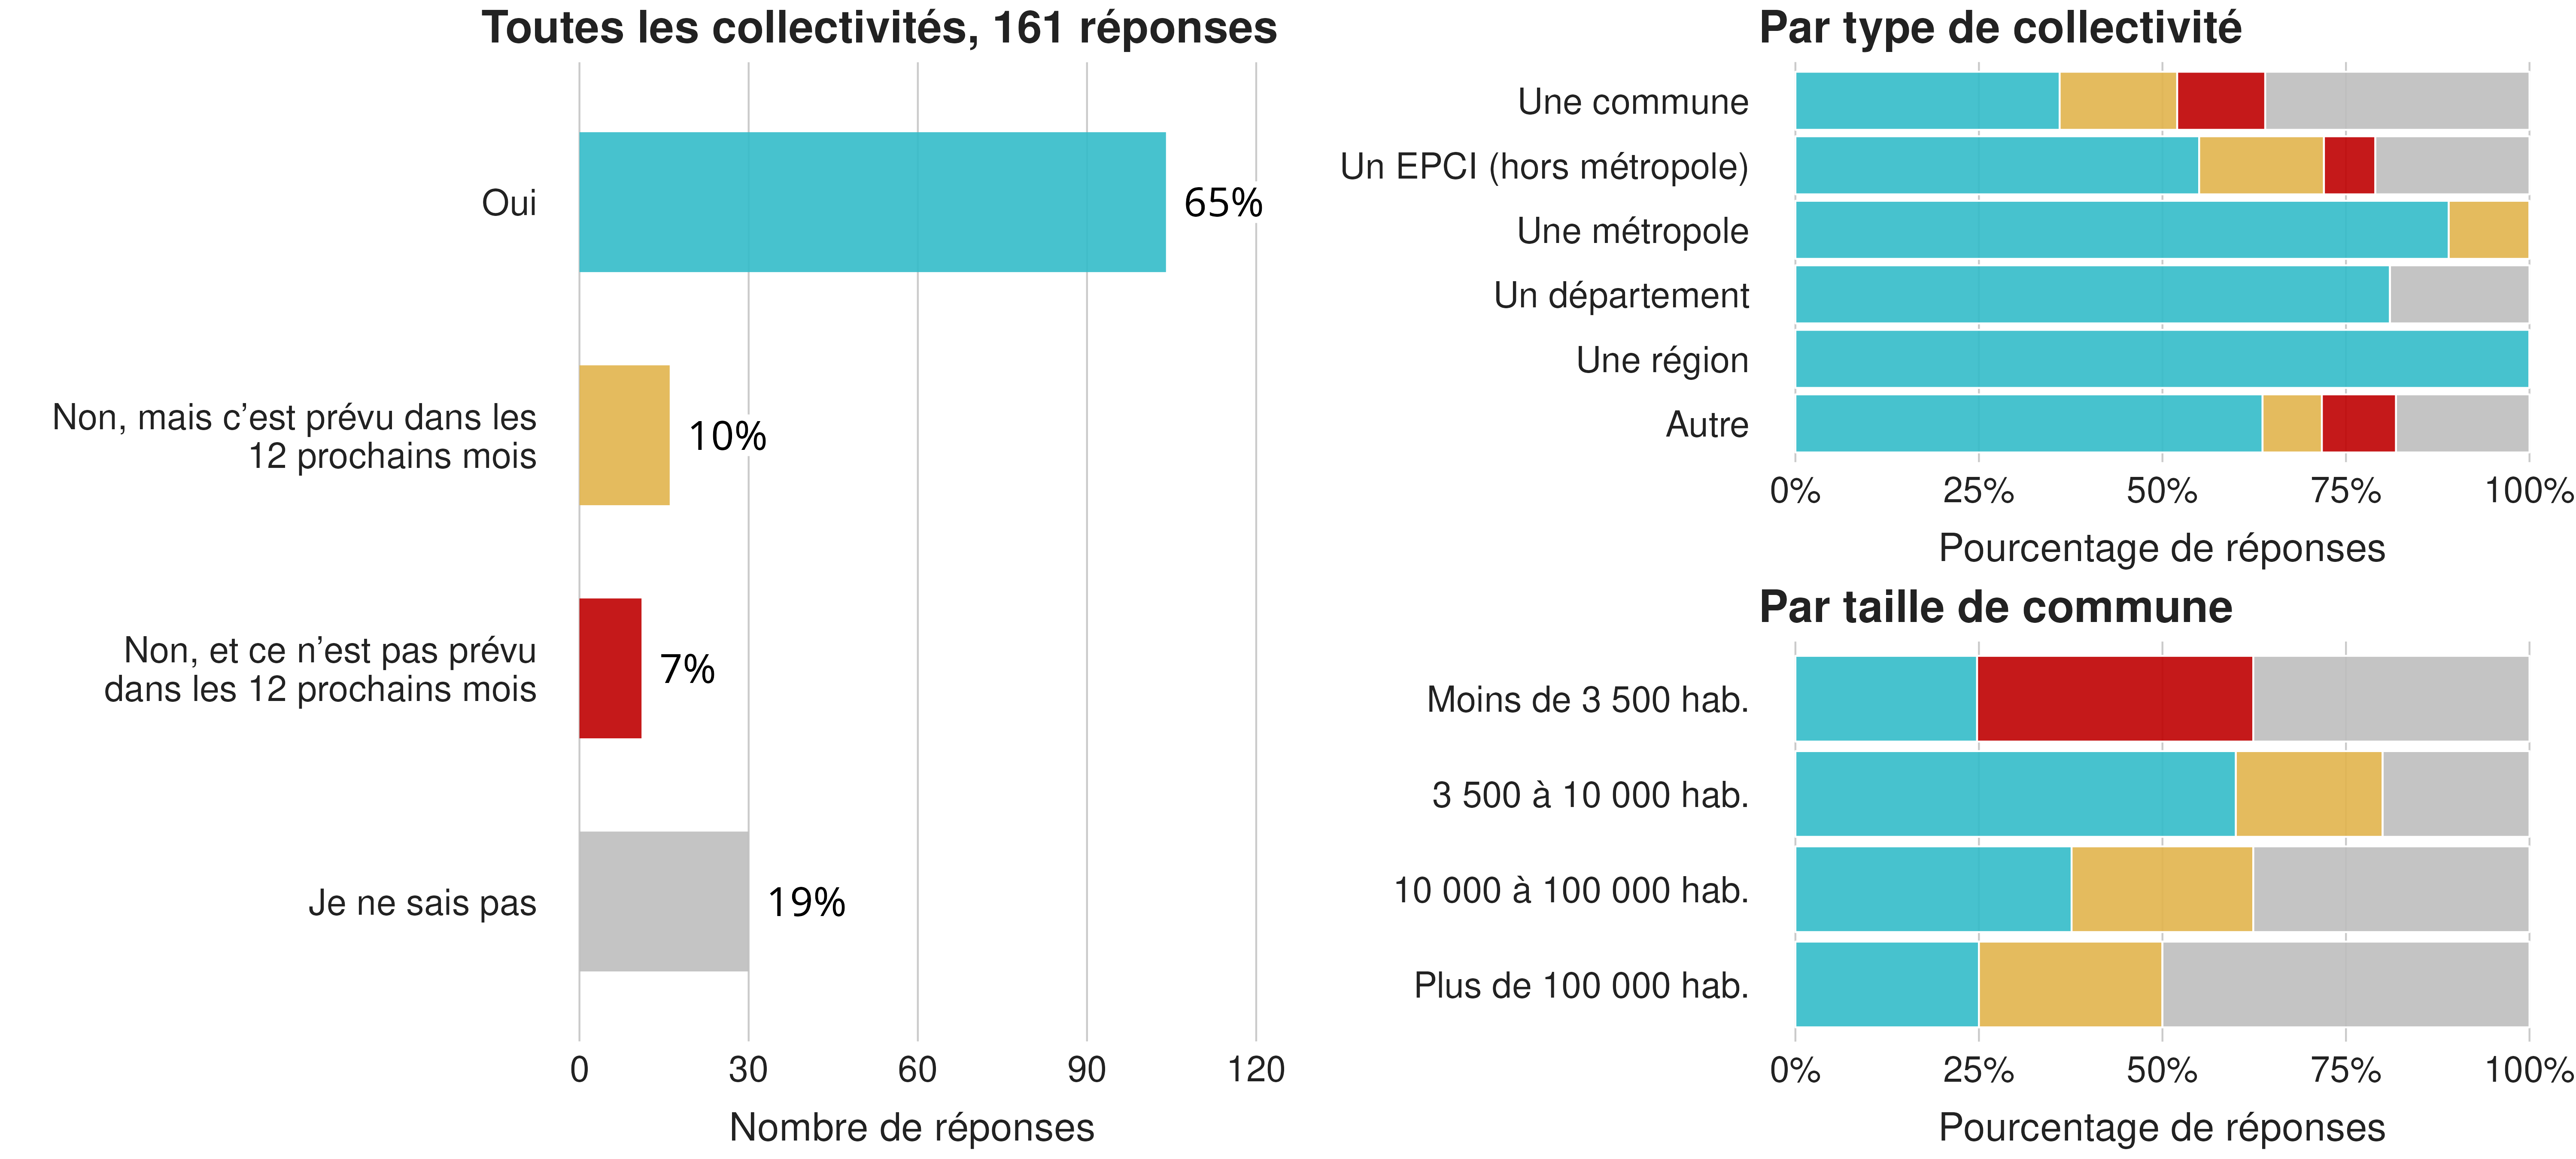 Toutes les collectivités, 161 réponses
Oui
65%
Non, mais c’est prévu dans les
12 prochains mois
10%
Non, et ce n’est pas prévu
dans les 12 prochains mois
7%
Je ne sais pas
19%
0 30 60 90 120
Nombre de réponses
Par type de collectivité
Une commune
Un EPCI (hors métropole)
Une métropole
Un département
Une région
Autre
0% 25% 50% 75% 100%
Pourcentage de réponses
Par taille de commune
Moins de 3 500 hab.
3 500 à 10 000 hab.
10 000 à 100 000 hab.
Plus de 100 000 hab.
0% 25% 50% 75% 100%
Pourcentage de réponses